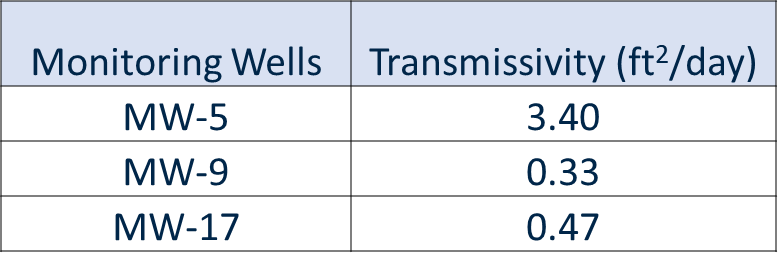 Monitoring Wells Transmissivity (ft²/day)
MW-5 3.40
MW-9 0.33
MW-17 0.47